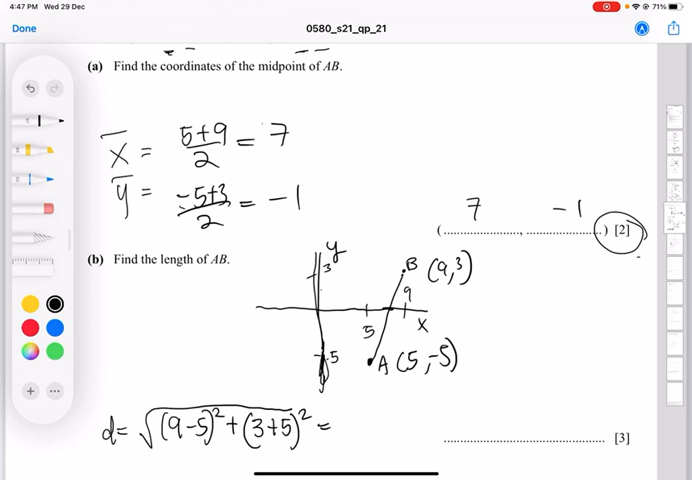 4:47 PM Wed 29 Dec
71%
Done
0580_s21_qp_21
(a) Find the coordinates of the midpoint of AB.
x̄ = 5+9/2 = 7
ȳ = -5+3/2 = -1
7 -1
(........................, ........................) [2]
(b) Find the length of AB.
y
3
B (9,3)
9
5
x
-5
A (5,-5)
d = √(9-5)² + (3+5)² =
................................................ [3]